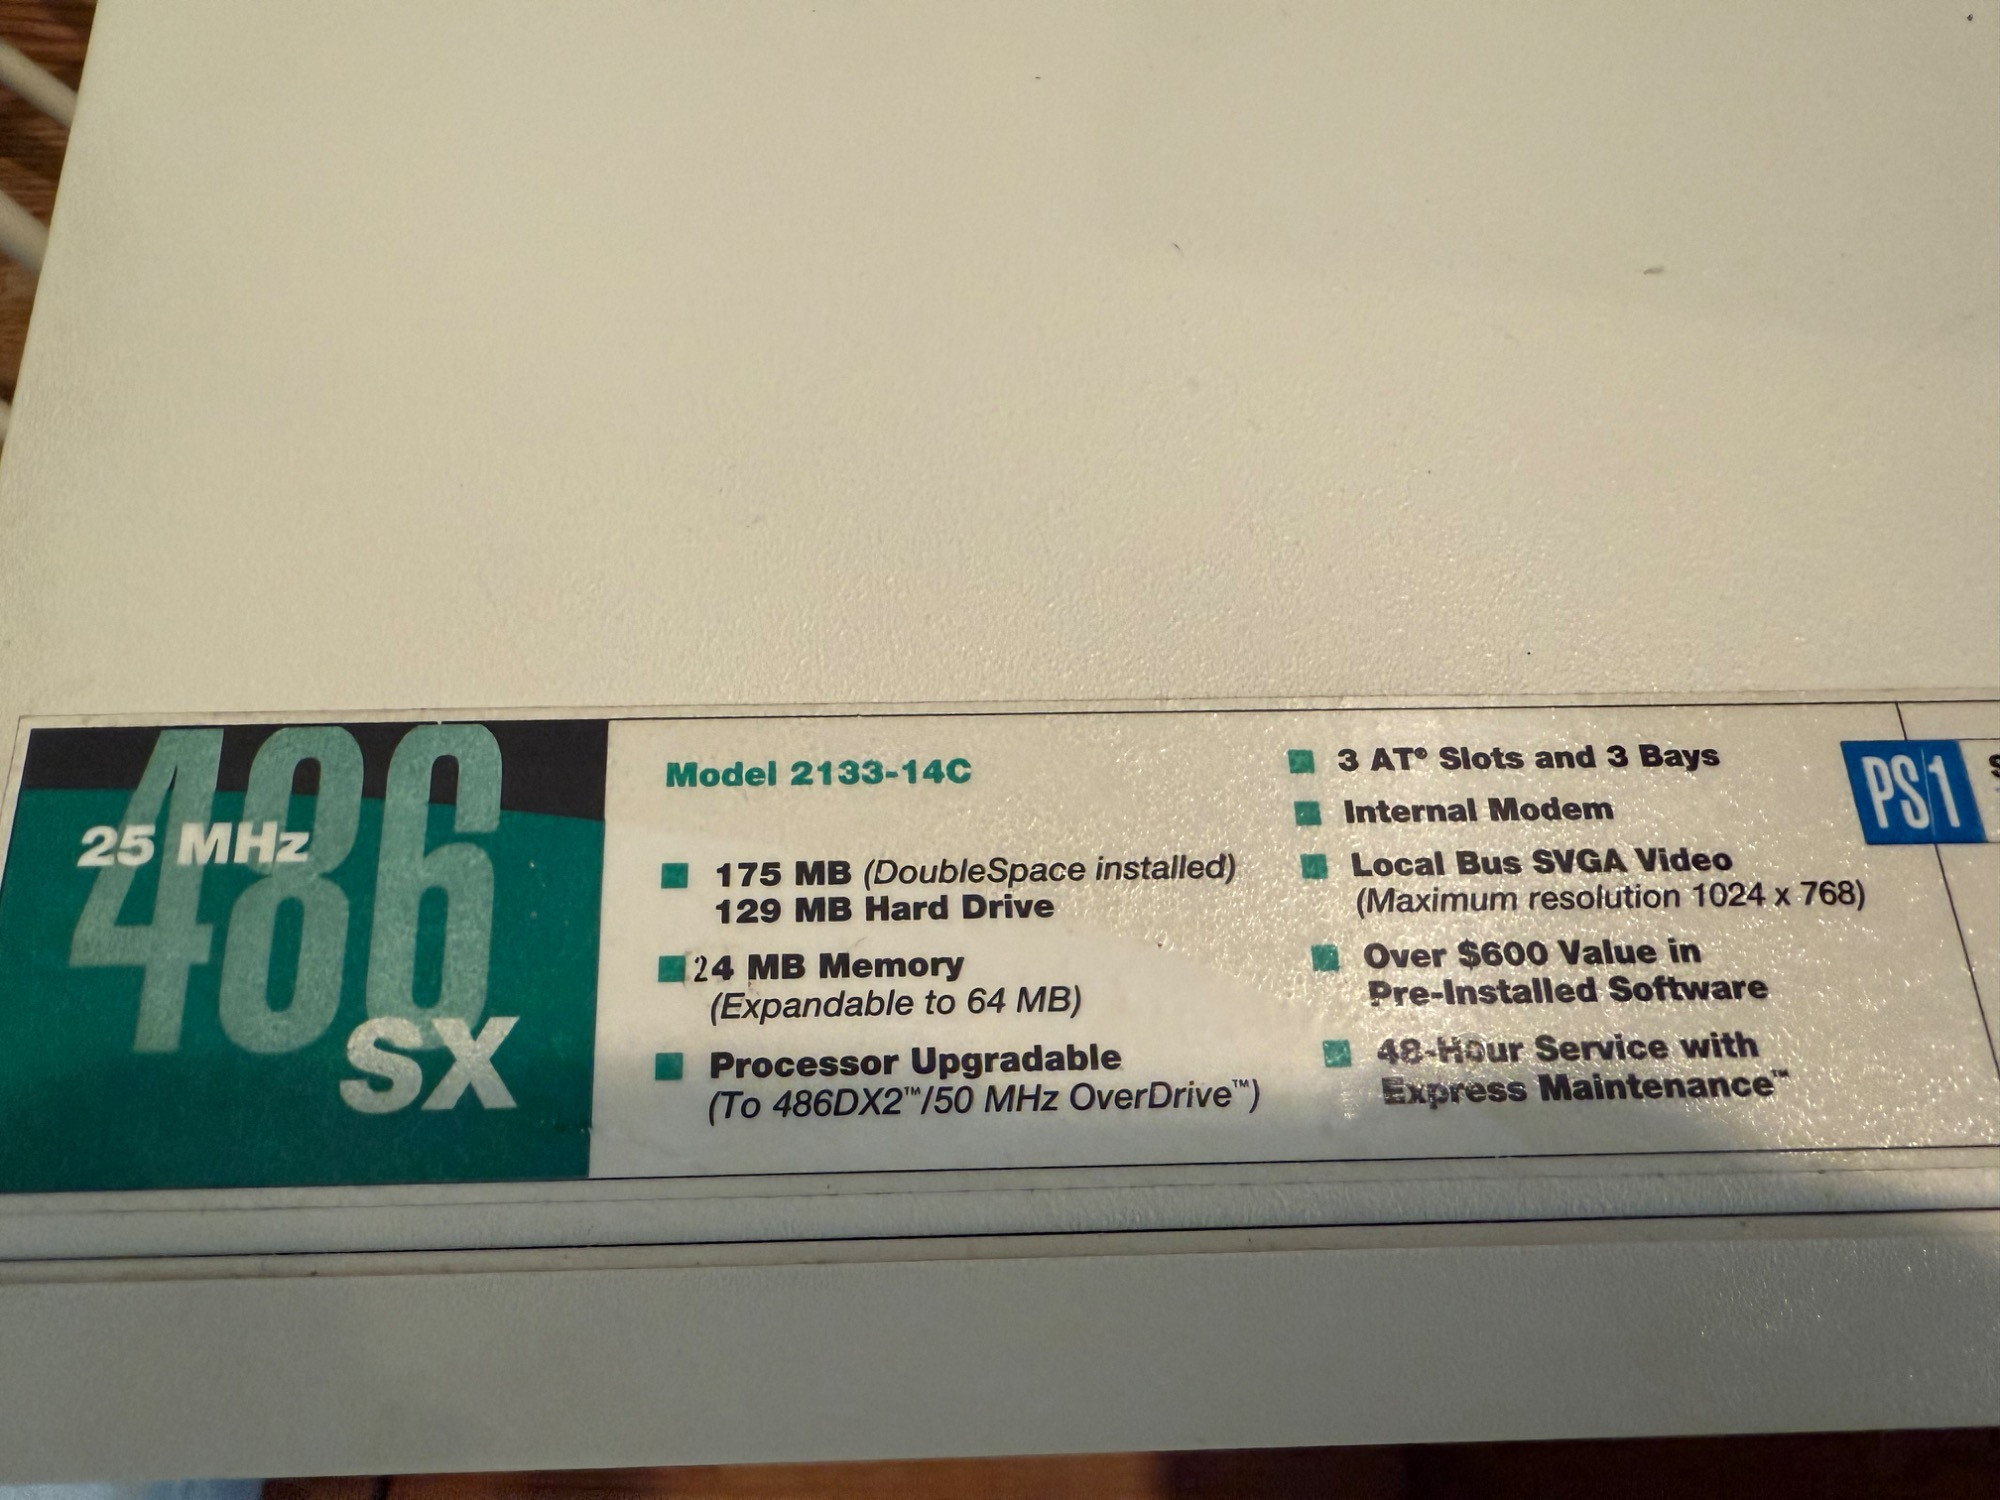 486
25 MHz
SX
Model 2133-14C
175 MB (DoubleSpace installed)
129 MB Hard Drive
24 MB Memory
(Expandable to 64 MB)
Processor Upgradable
(To 486DX2™/50 MHz OverDrive™)
3 AT® Slots and 3 Bays
Internal Modem
Local Bus SVGA Video
(Maximum resolution 1024 x 768)
Over $600 Value in
Pre-Installed Software
48-Hour Service with
Express Maintenance™
PS/1